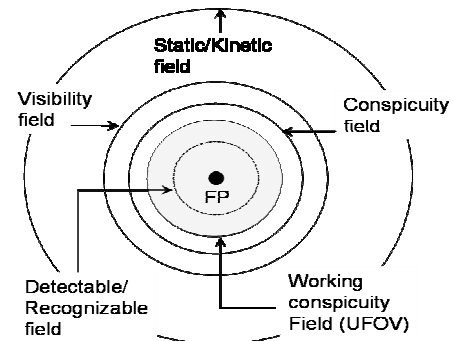 Static/Kinetic
field
Visibility
field
Conspicuity
field
FP
Detectable/
Recognizable
field
Working
conspicuity
Field (UFOV)